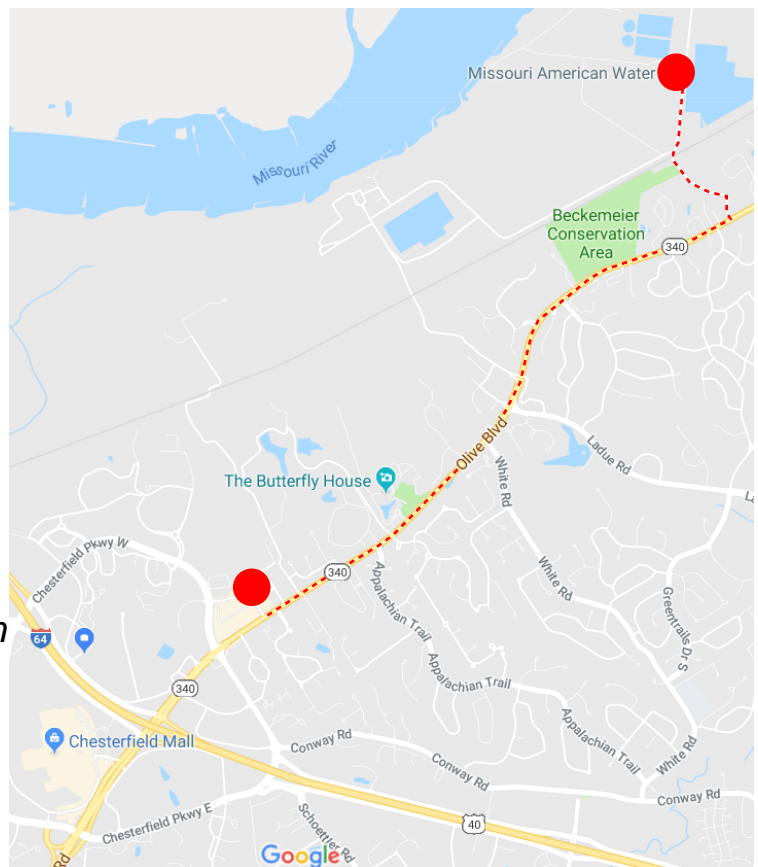 Missouri American Water
Missouri River
Beckemeier
Conservation
Area
340
Olive Blvd
Ladue Rd
White Rd
The Butterfly House
Chesterfield Pkwy W
340
Appalachian Trail
White Rd
Greentrails Dr S
n
64
Appalachian Trail
340
Appalachian Trail
Chesterfield Mall
Conway Rd
White Rd
Conway Rd
Conway Rd
Chesterfield Pkwy E
Schoettler Rd
40
Google
Rd